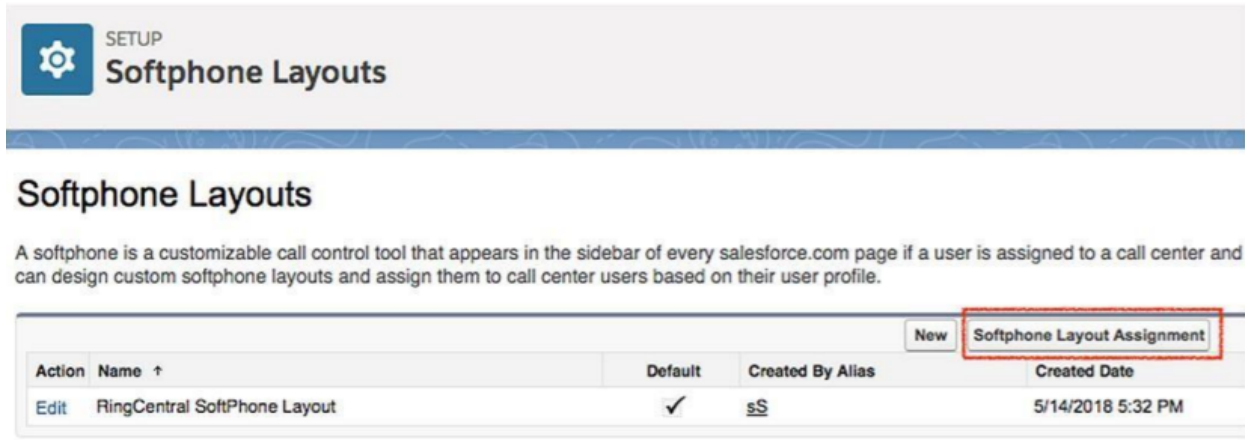 SETUP
Softphone Layouts
Softphone Layouts
A softphone is a customizable call control tool that appears in the sidebar of every salesforce.com page if a user is assigned to a call center and
can design custom softphone layouts and assign them to call center users based on their user profile.
New Softphone Layout Assignment
Action Name ↑ Default Created By Alias Created Date
Edit RingCentral SoftPhone Layout ✓ sS 5/14/2018 5:32 PM